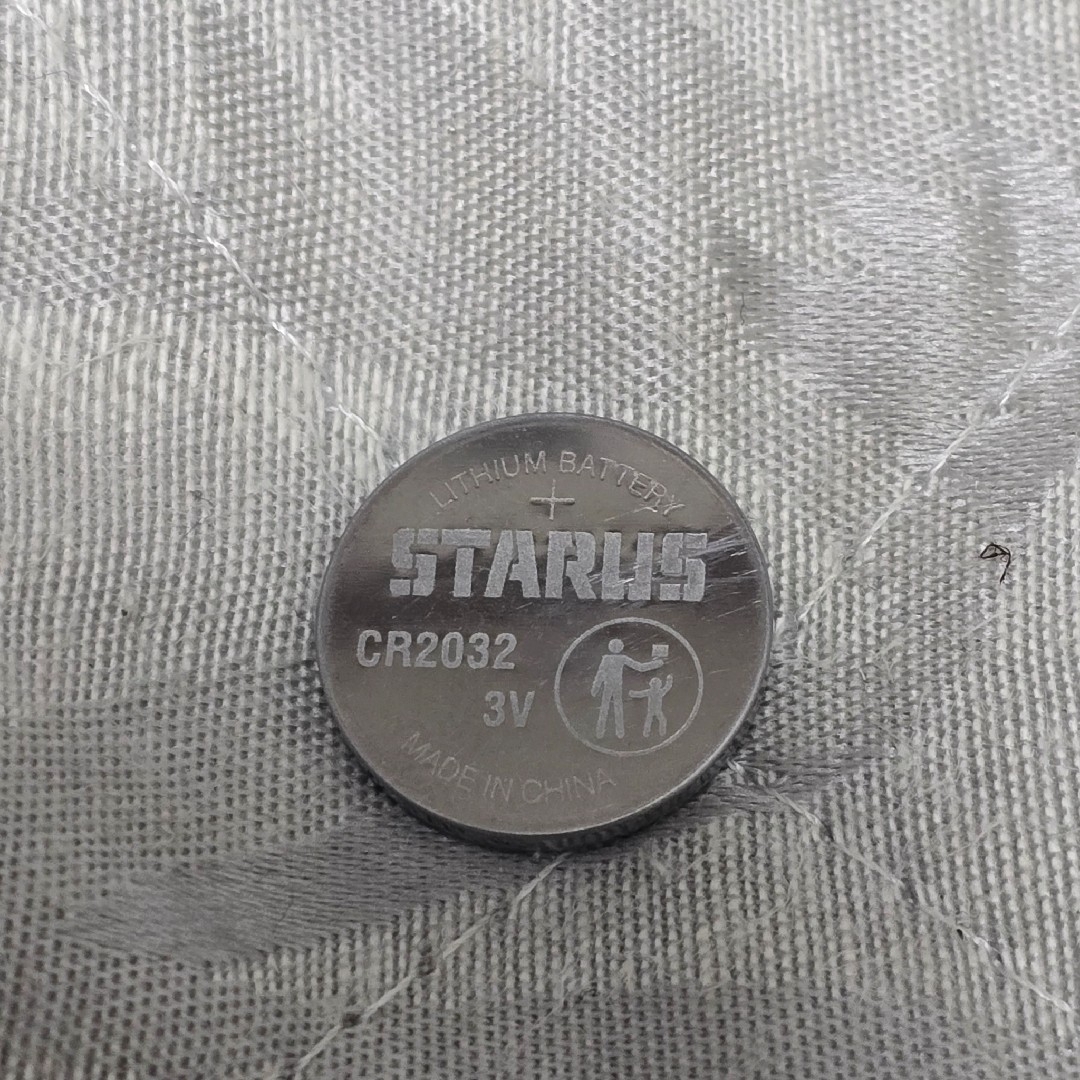 LITHIUM BATTERY
+
STARUS
CR2032
3V
MADE IN CHINA